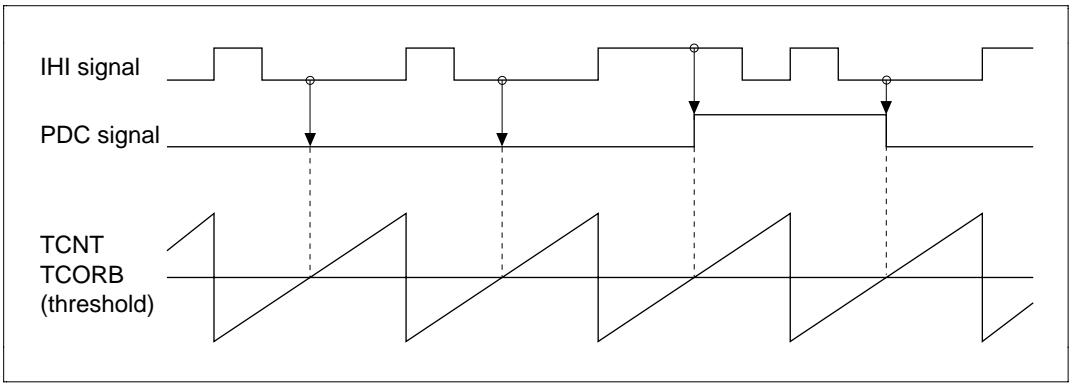 IHI signal
PDC signal
TCNT
TCORB
(threshold)